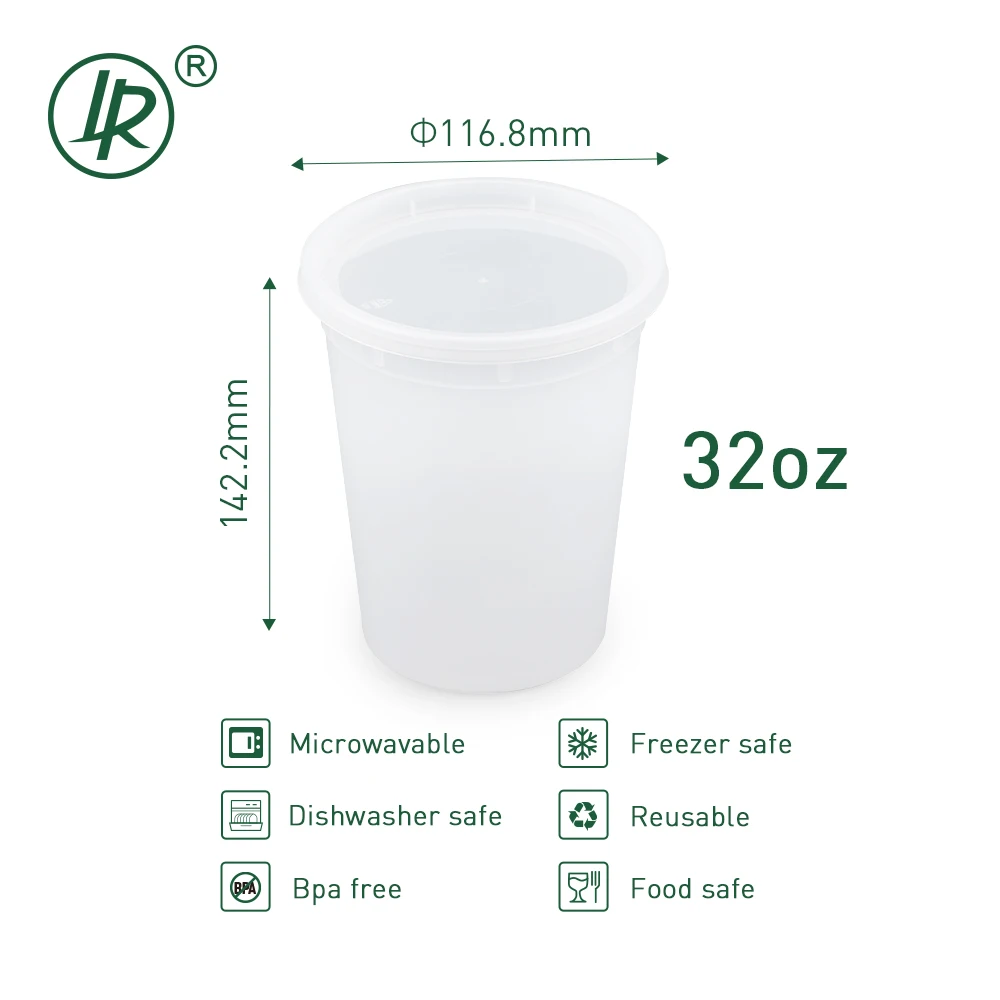 LR®
Φ116.8mm
142.2mm
32oz
Microwavable
Freezer safe
Dishwasher safe
Reusable
BPA
Bpa free
Food safe